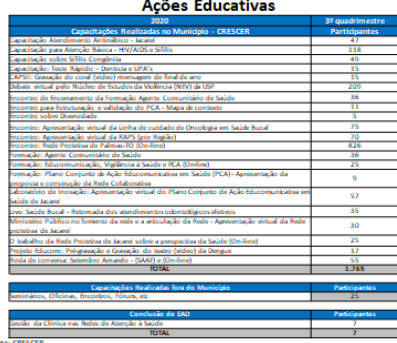 Ações Educativas
2020 3º quadrimestre
Capacitações Realizadas no Município - CRESCER Participantes
Capacitação Atendimento Antirrábico - Jacareí 47
Capacitação para Atenção Básica - HIV/AIDS e Sífilis 118
Capacitação sobre Sífilis Congênita 49
Capacitação: Teste Rápido - Dentista e UPA's 15
CAPSII: Gravação do coral (vídeo) mensagem de final de ano 15
Debate virtual pelo Núcleo de Estudos da Violência (NEV) da USP 209
Encontro de Encerramento da Formação Agente Comunitário de Saúde 36
Encontro para Estruturação e validação do PCA - Mapa de contexto 11
Encontro sobre Diversidade 5
Encontro: Apresentação virtual da Linha de cuidado de Oncologia em Saúde Bucal 75
Encontro: Apresentação virtual da RAPS (por Região) 70
Encontro: Rede Protetiva de Palmas-TO (On-line) 826
Formação: Agente Comunitário de Saúde 36
Formação: Educomunicação, Vigilância à Saúde e PCA (Online) 25
Formação: Plano Conjunto de Ação Educomunicativa em Saúde (PCA)- Apresentação da
proposta e construção da Rede Colaborativa 9
Laboratório de Inovação: Apresentação virtual do Plano Conjunto de Ação Educomunicativa em
Saúde de Jacareí 57
Live: Saúde Bucal - Retomada dos atendimentos odontológicos eletivos 35
Ministério Público no fomento da rede e a articulação da Rede - Apresentação virtual da Rede
protetiva de Jacareí 30
O trabalho da Rede Protetiva de Jacareí sobre a perspectiva da Saúde (On-line) 25
Projeto Educom: Pré-gravação e Gravação do teatro (vídeo) da Dengue 17
Roda de conversa: Setembro Amarelo - (SAAE) e (On-line) 55
TOTAL 1.765
Capacitações Realizadas fora do Município Participantes
Seminários, Oficinas, Encontros, Fóruns, etc 25
Conclusão de EAD Participantes
Gestão da Clínica nas Redes de Atenção à Saúde 7
TOTAL 7
CRESCER